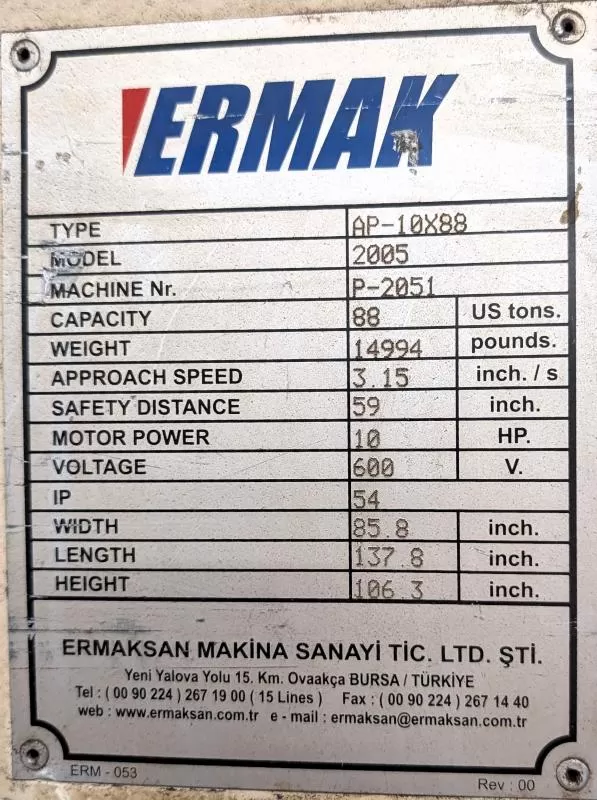 ERMAK
TYPE AP-10X88
MODEL 2005
MACHINE Nr. P-2051
CAPACITY 88 US tons.
WEIGHT 14994 pounds.
APPROACH SPEED 3.15 inch. / s
SAFETY DISTANCE 59 inch.
MOTOR POWER 10 HP.
VOLTAGE 600 V.
IP 54
WIDTH 85.8 inch.
LENGTH 137.8 inch.
HEIGHT 106.3 inch.
ERMAKSAN MAKİNA SANAYİ TİC. LTD. ŞTİ.
Yeni Yalova Yolu 15. Km. Ovaakça BURSA / TÜRKİYE
Tel : ( 00 90 224 ) 267 19 00 ( 15 Lines ) Fax : ( 00 90 224 ) 267 14 40
web : www.ermaksan.com.tr e - mail : ermaksan@ermaksan.com.tr
ERM - 053
Rev : 00